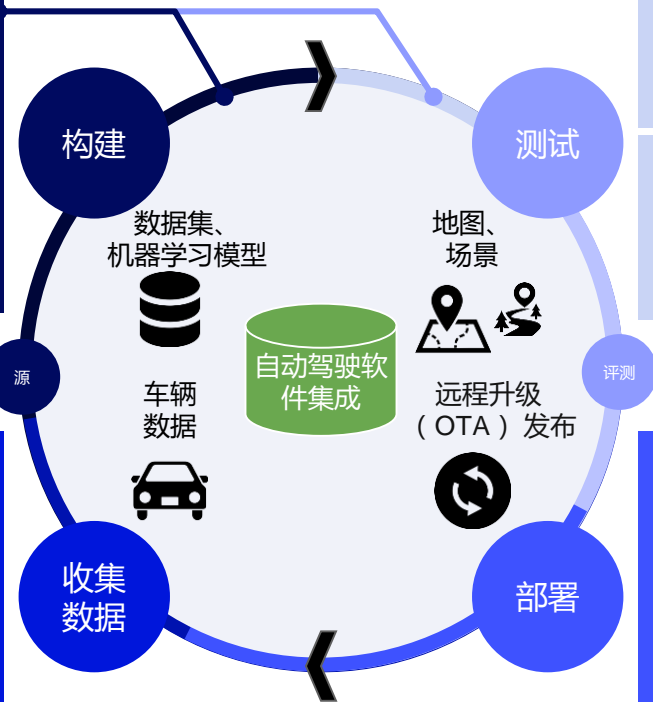 构建
测试
数据集、
机器学习模型
地图、
场景
自动驾驶软
件集成
源
评测
车辆
数据
远程升级
（OTA）发布
收集
数据
部署